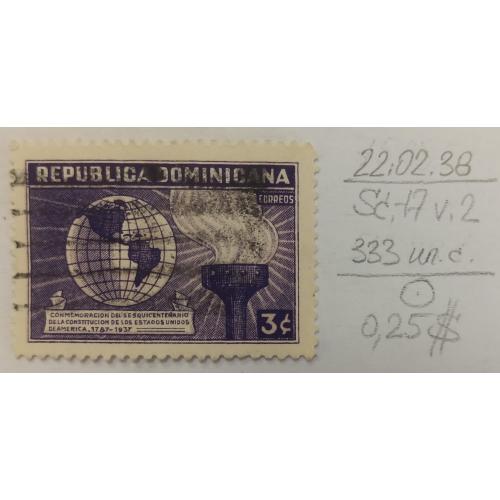 REPUBLICA DOMINICANA
CORREOS
CONMEMORACION DEL SESQUICENTENARIO
DE LA CONSTITUCION DE LOS ESTADOS UNIDOS
DE AMERICA, 1787-1937
3¢
22.02.38
Sc. 17 v. 2
333 un. c.
0,25$